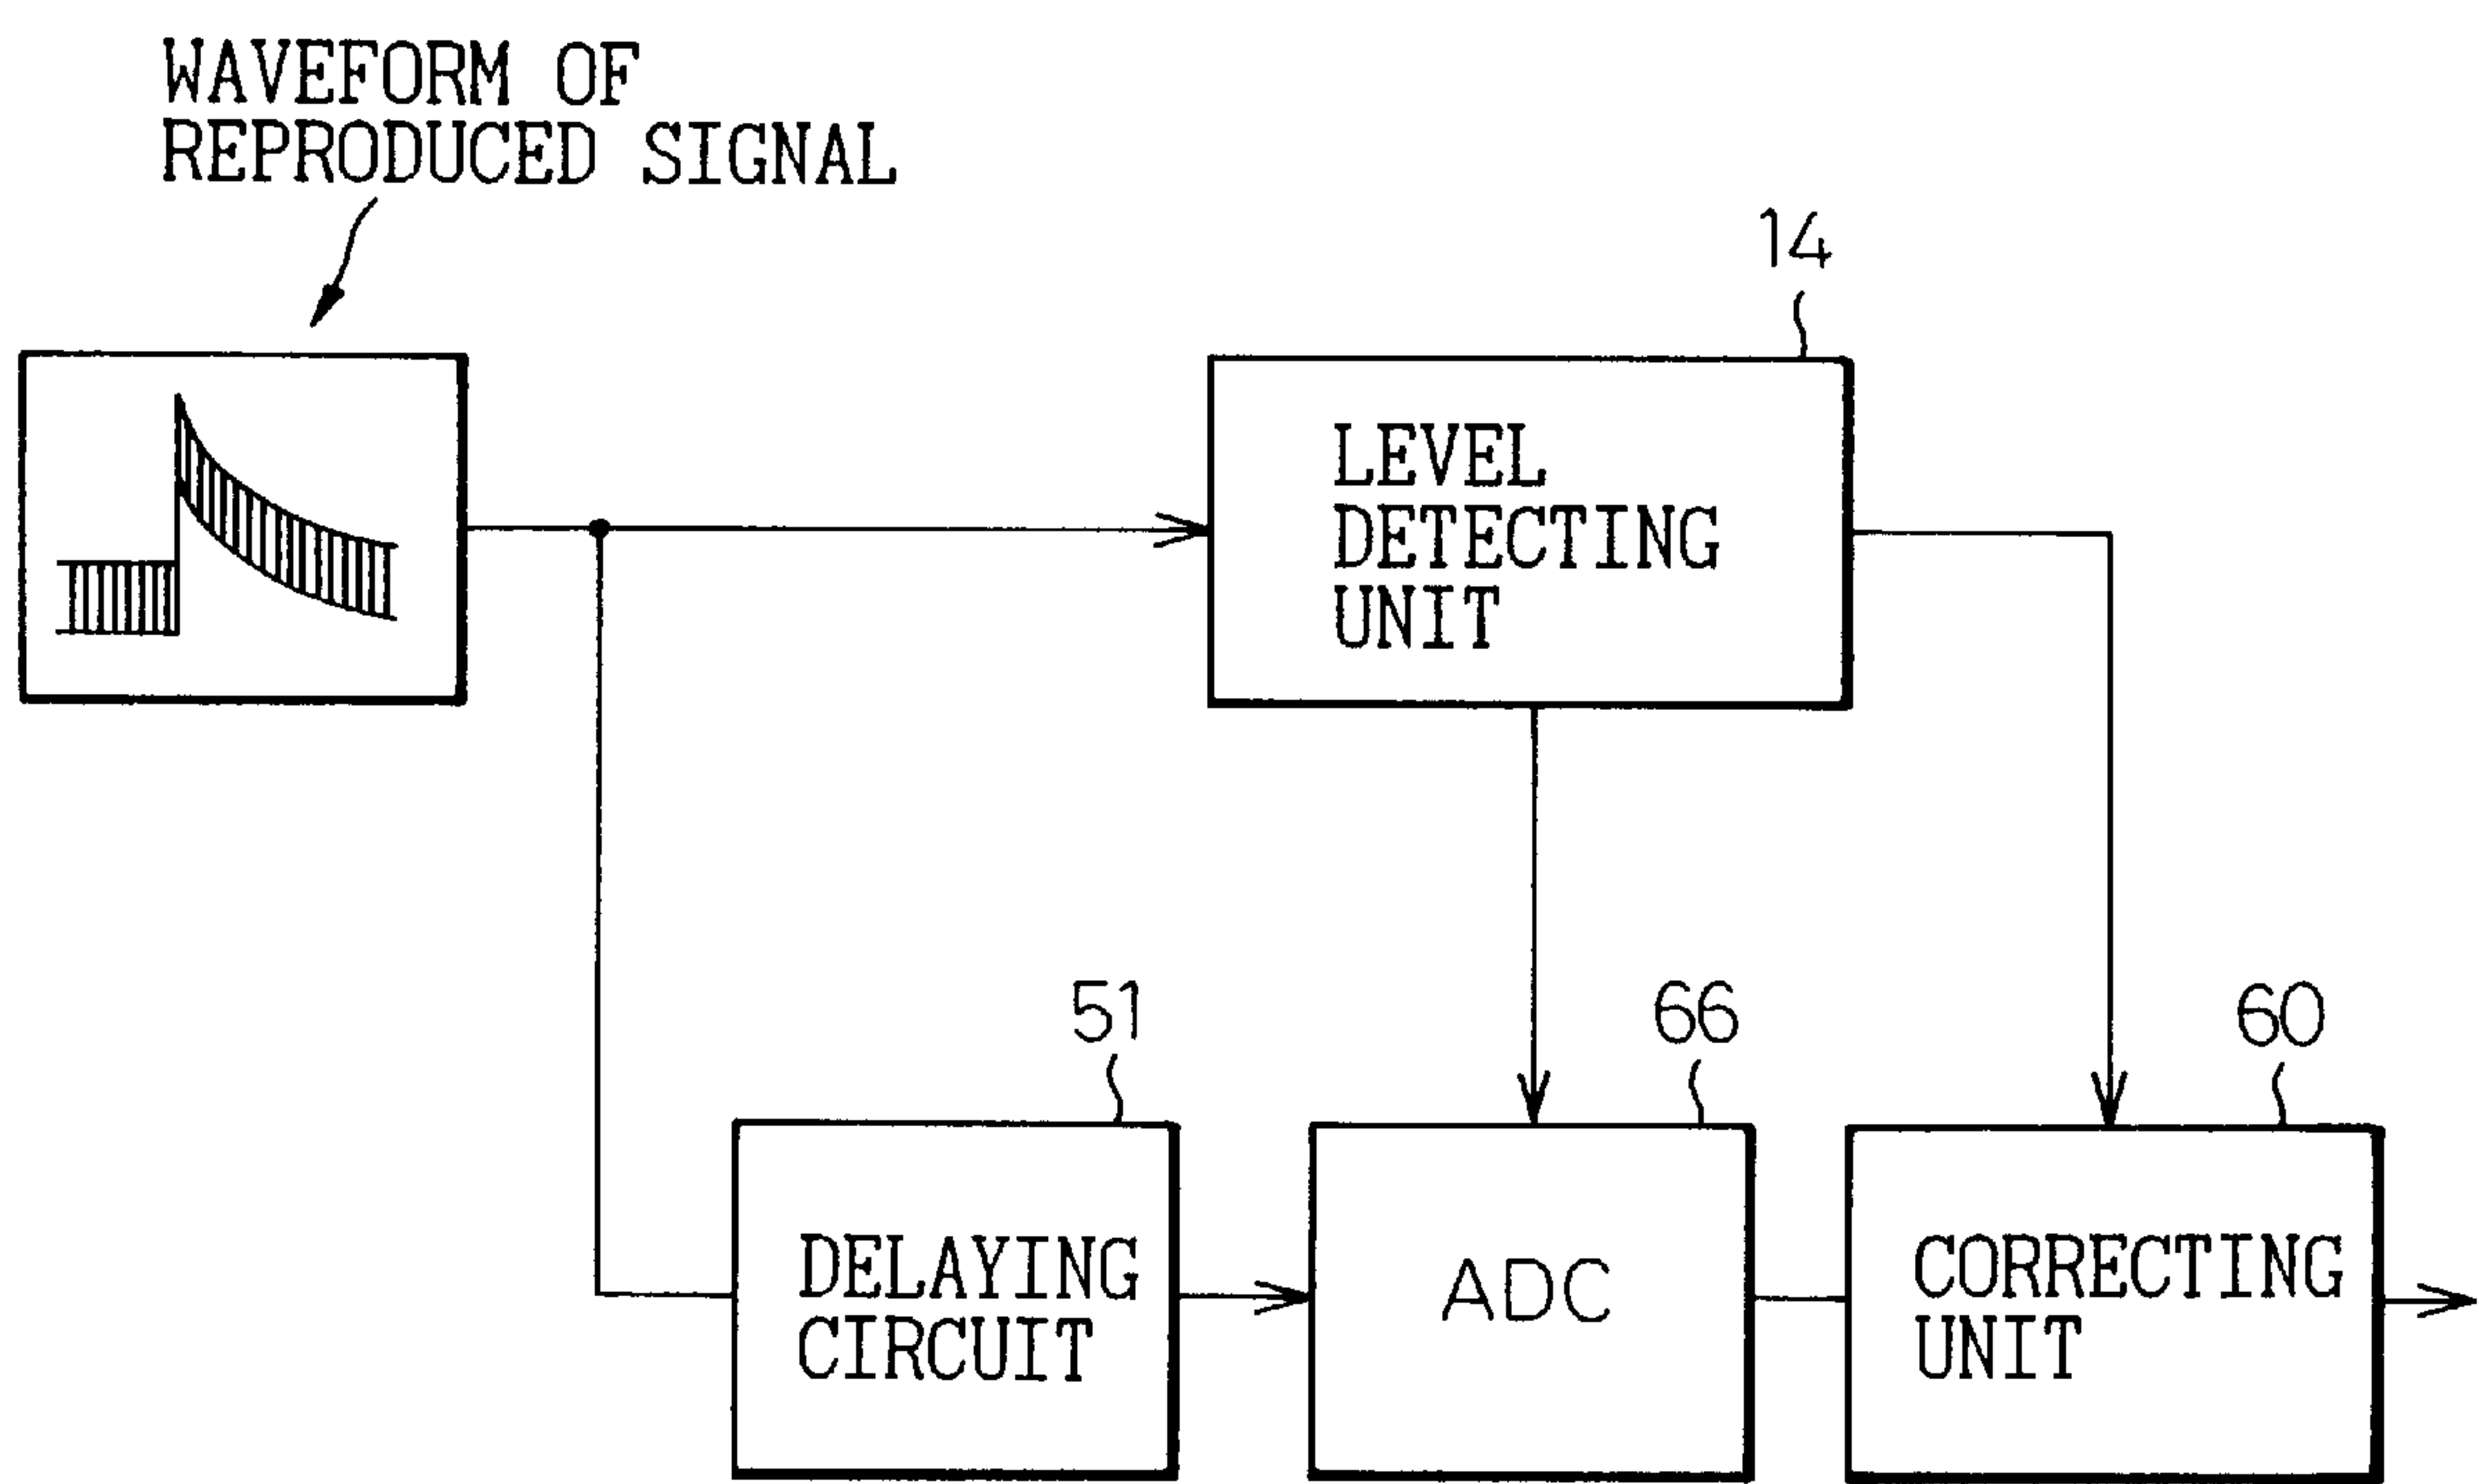 WAVEFORM OF
REPRODUCED SIGNAL
14
LEVEL
DETECTING
UNIT
51
66
60
DELAYING
CIRCUIT
ADC
CORRECTING
UNIT